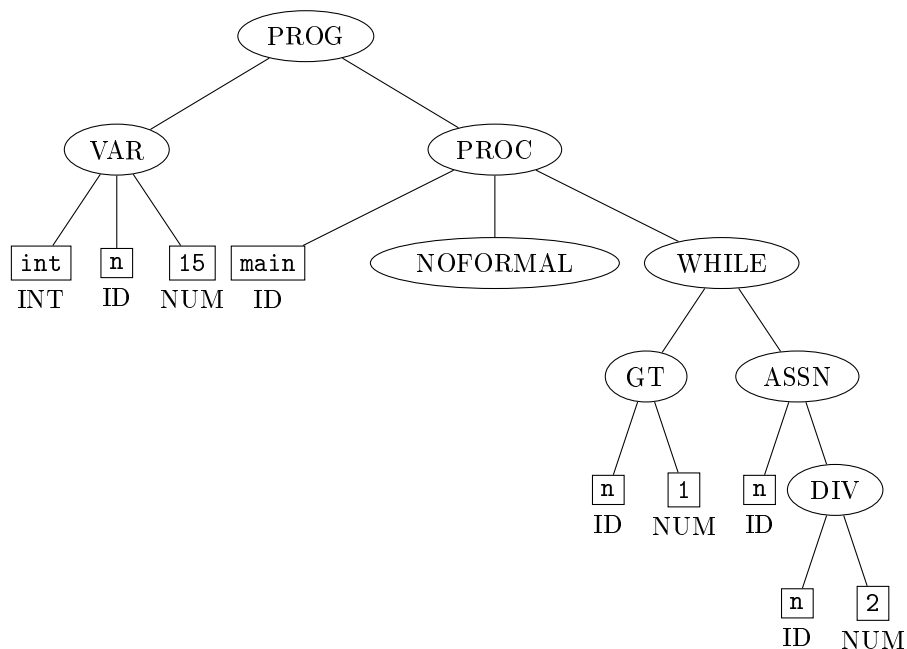 PROG
VAR PROC
int n 15 main NOFORMAL WHILE
INT ID NUM ID
GT ASSN
n 1 n DIV
ID NUM ID
n 2
ID NUM